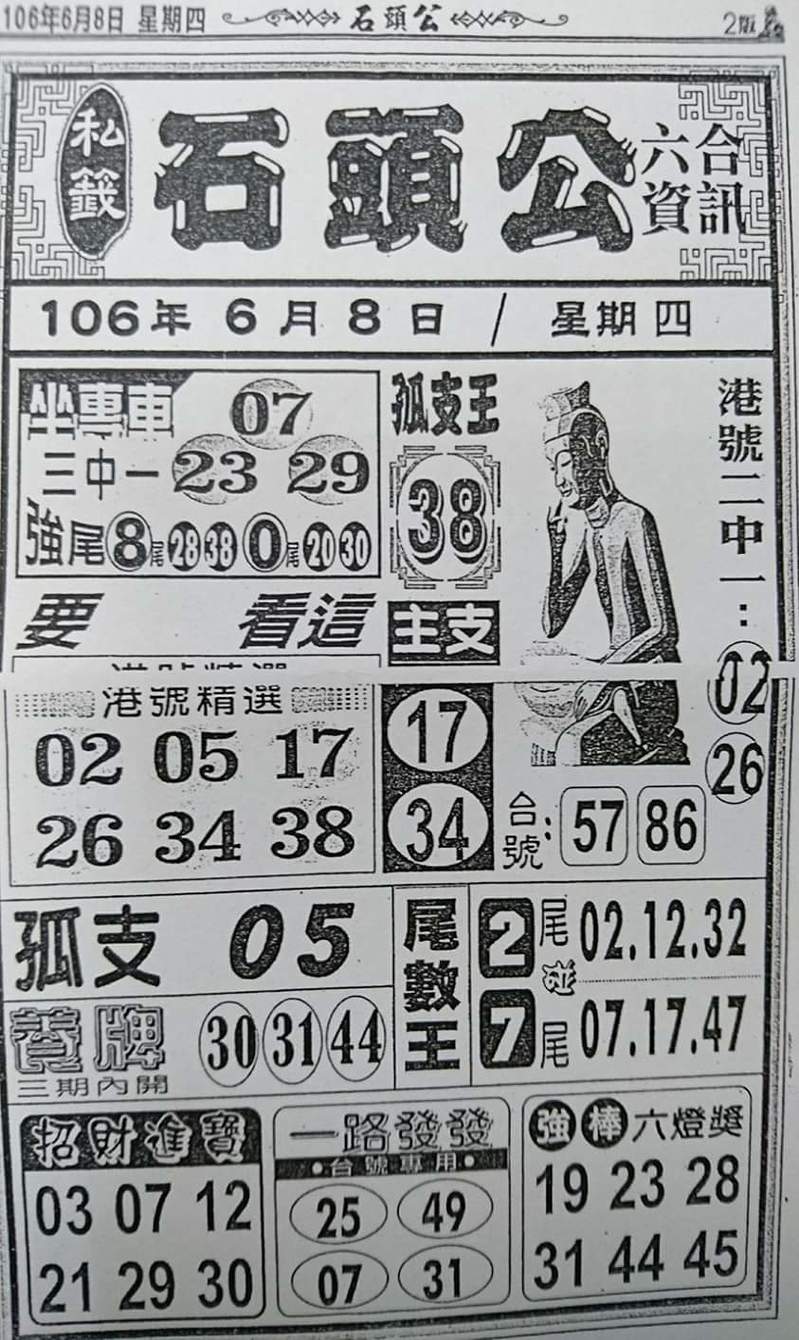 106年6月8日 星期四 石頭公 2版
私籤 石頭公 六合資訊
106年6月8日 / 星期四
坐專車 07
三中一 23 29
強尾 8尾 28 38 0尾 20 30
孤支王
38
港號二中一：
02
26
要 看這
主支
17
34
港號精選
02 05 17
26 34 38
台號： 57 86
孤支 05
養牌 30 31 44
三期內開
尾數王
2尾 02.12.32
7尾 07.17.47
招財進寶
03 07 12
21 29 30
一路發發
•台號專用•
25 49
07 31
強棒六燈獎
19 23 28
31 44 45